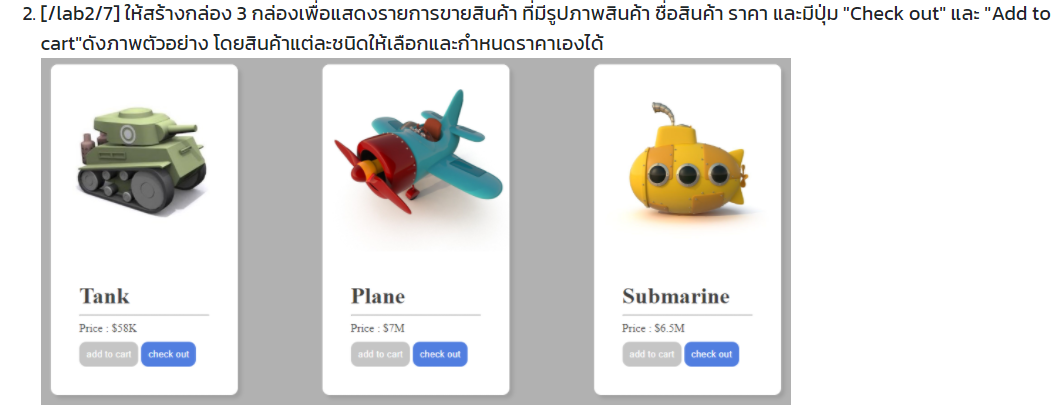 2. [/lab2/7] ให้สร้างกล่อง 3 กล่องเพื่อแสดงรายการขายสินค้า ที่มีรูปภาพสินค้า ชื่อสินค้า ราคา และมีปุ่ม "Check out" และ "Add to
cart"ดังภาพตัวอย่าง โดยสินค้าแต่ละชนิดให้เลือกและกำหนดราคาเองได้
Tank
Price : $58K
add to cart check out
Plane
Price : $7M
add to cart check out
Submarine
Price : $6.5M
add to cart check out